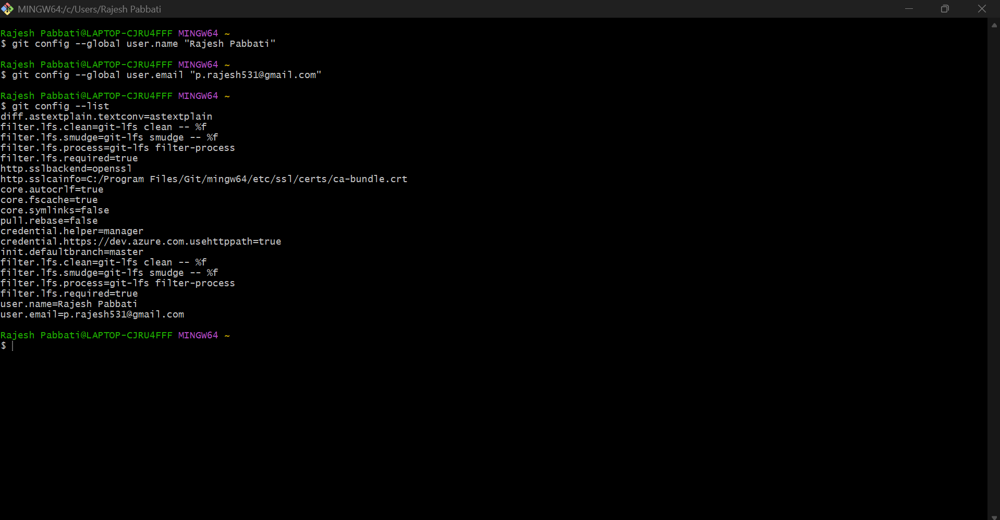 MINGW64:/c/Users/Rajesh Pabbati
Rajesh Pabbati@LAPTOP-CJRU4FFF MINGW64 ~
$ git config --global user.name "Rajesh Pabbati"
Rajesh Pabbati@LAPTOP-CJRU4FFF MINGW64 ~
$ git config --global user.email "p.rajesh531@gmail.com"
Rajesh Pabbati@LAPTOP-CJRU4FFF MINGW64 ~
$ git config --list
diff.astextplain.textconv=astextplain
filter.lfs.clean=git-lfs clean -- %f
filter.lfs.smudge=git-lfs smudge -- %f
filter.lfs.process=git-lfs filter-process
filter.lfs.required=true
http.sslbackend=openssl
http.sslcainfo=C:/Program Files/Git/mingw64/etc/ssl/certs/ca-bundle.crt
core.autocrlf=true
core.fscache=true
core.symlinks=false
pull.rebase=false
credential.helper=manager
credential.https://dev.azure.com.usehttppath=true
init.defaultbranch=master
filter.lfs.clean=git-lfs clean -- %f
filter.lfs.smudge=git-lfs smudge -- %f
filter.lfs.process=git-lfs filter-process
filter.lfs.required=true
user.name=Rajesh Pabbati
user.email=p.rajesh531@gmail.com
Rajesh Pabbati@LAPTOP-CJRU4FFF MINGW64 ~
$